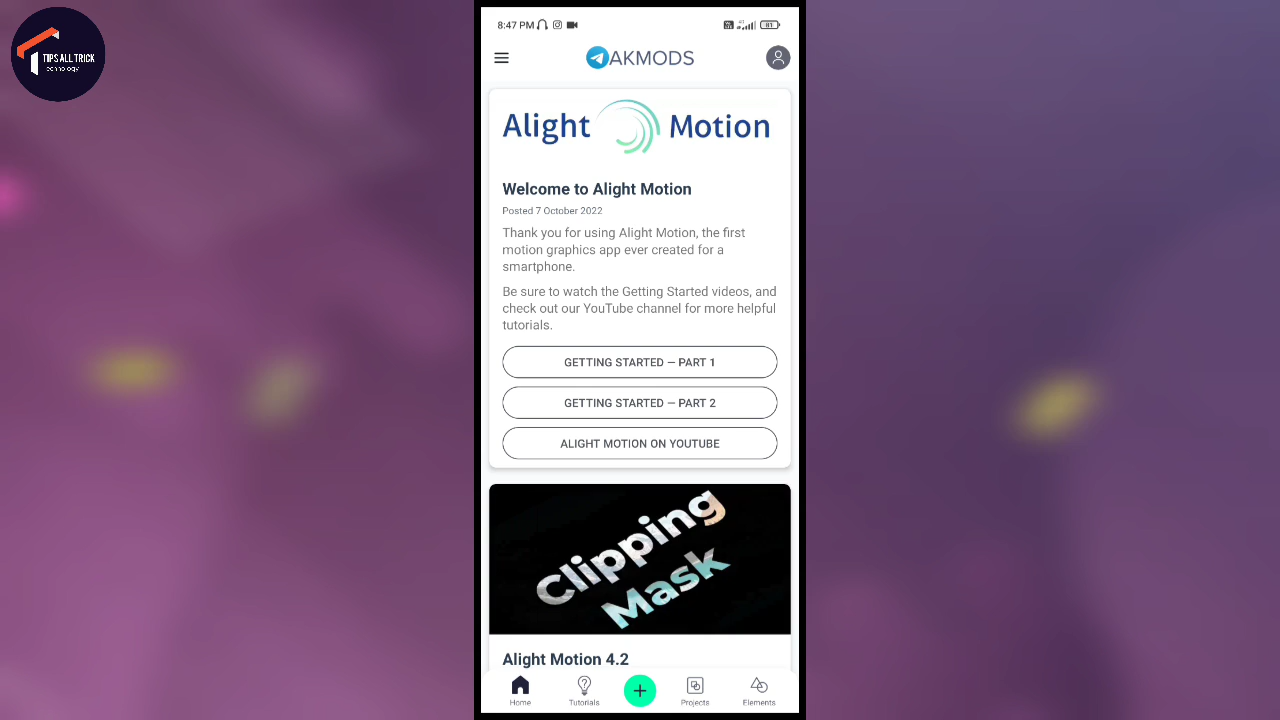 TIPS ALL TRICK
Technology
8:47 PM
81
AKMODS
Alight Motion
Welcome to Alight Motion
Posted 7 October 2022
Thank you for using Alight Motion, the first
motion graphics app ever created for a
smartphone.
Be sure to watch the Getting Started videos, and
check out our YouTube channel for more helpful
tutorials.
GETTING STARTED – PART 1
GETTING STARTED – PART 2
ALIGHT MOTION ON YOUTUBE
Clipping
Mask
Alight Motion 4.2
Home
Tutorials
Projects
Elements